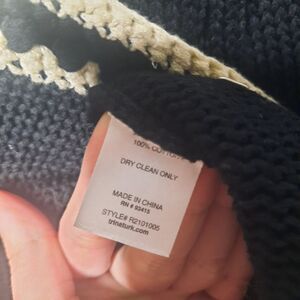 100% COTTON
DRY CLEAN ONLY
MADE IN CHINA
RN # 93415
STYLE# R2101005
trinaturk.com